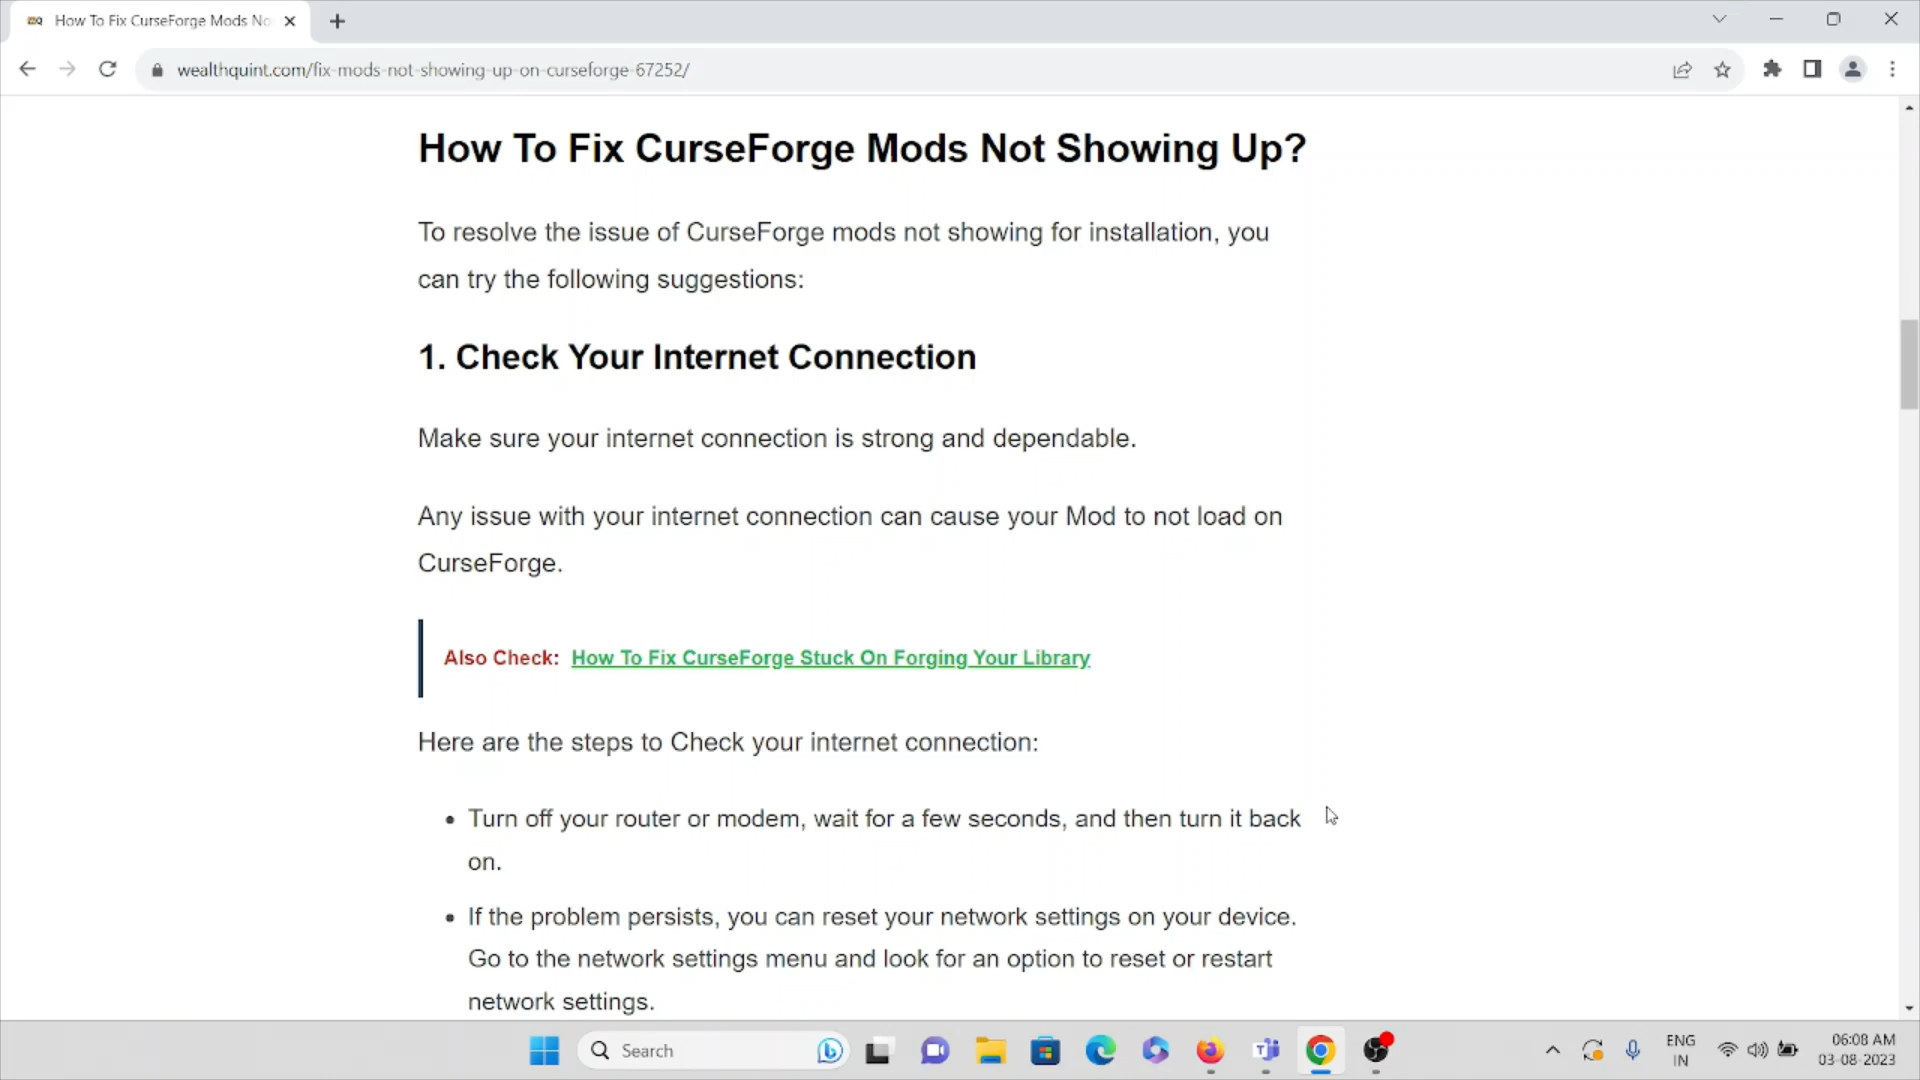 How To Fix CurseForge Mods No
wealthquint.com/fix-mods-not-showing-up-on-curseforge-67252/
How To Fix CurseForge Mods Not Showing Up?
To resolve the issue of CurseForge mods not showing for installation, you
can try the following suggestions:
1. Check Your Internet Connection
Make sure your internet connection is strong and dependable.
Any issue with your internet connection can cause your Mod to not load on
CurseForge.
Also Check: How To Fix CurseForge Stuck On Forging Your Library
Here are the steps to Check your internet connection:
• Turn off your router or modem, wait for a few seconds, and then turn it back
on.
• If the problem persists, you can reset your network settings on your device.
Go to the network settings menu and look for an option to reset or restart
network settings.
Search
ENG
IN
06:08 AM
03-08-2023